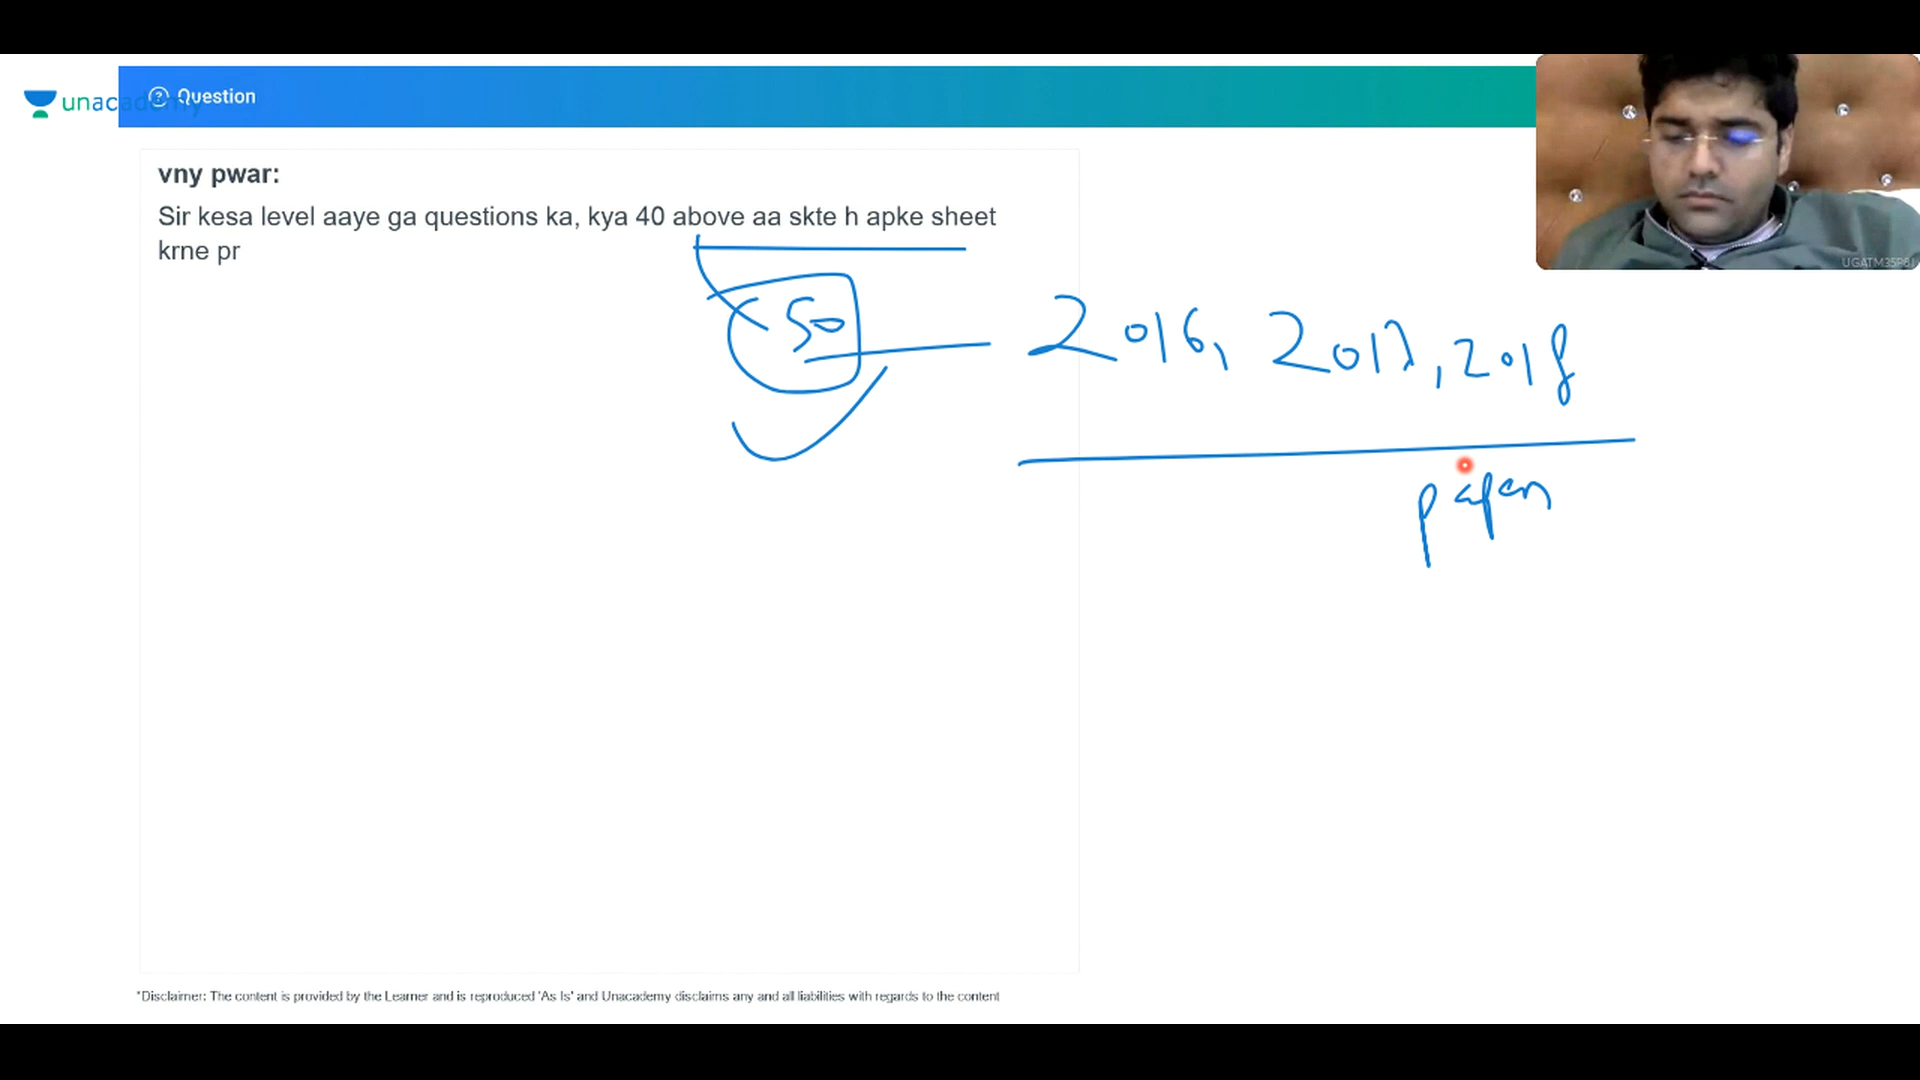 unacademy
Question
vny pwar:
Sir kesa level aaye ga questions ka, kya 40 above aa skte h apke sheet
krne pr
50
2016, 2017, 2018
paper
UGATM35P8I
*Disclaimer: The content is provided by the Learner and is reproduced 'As Is' and Unacademy disclaims any and all liabilities with regards to the content